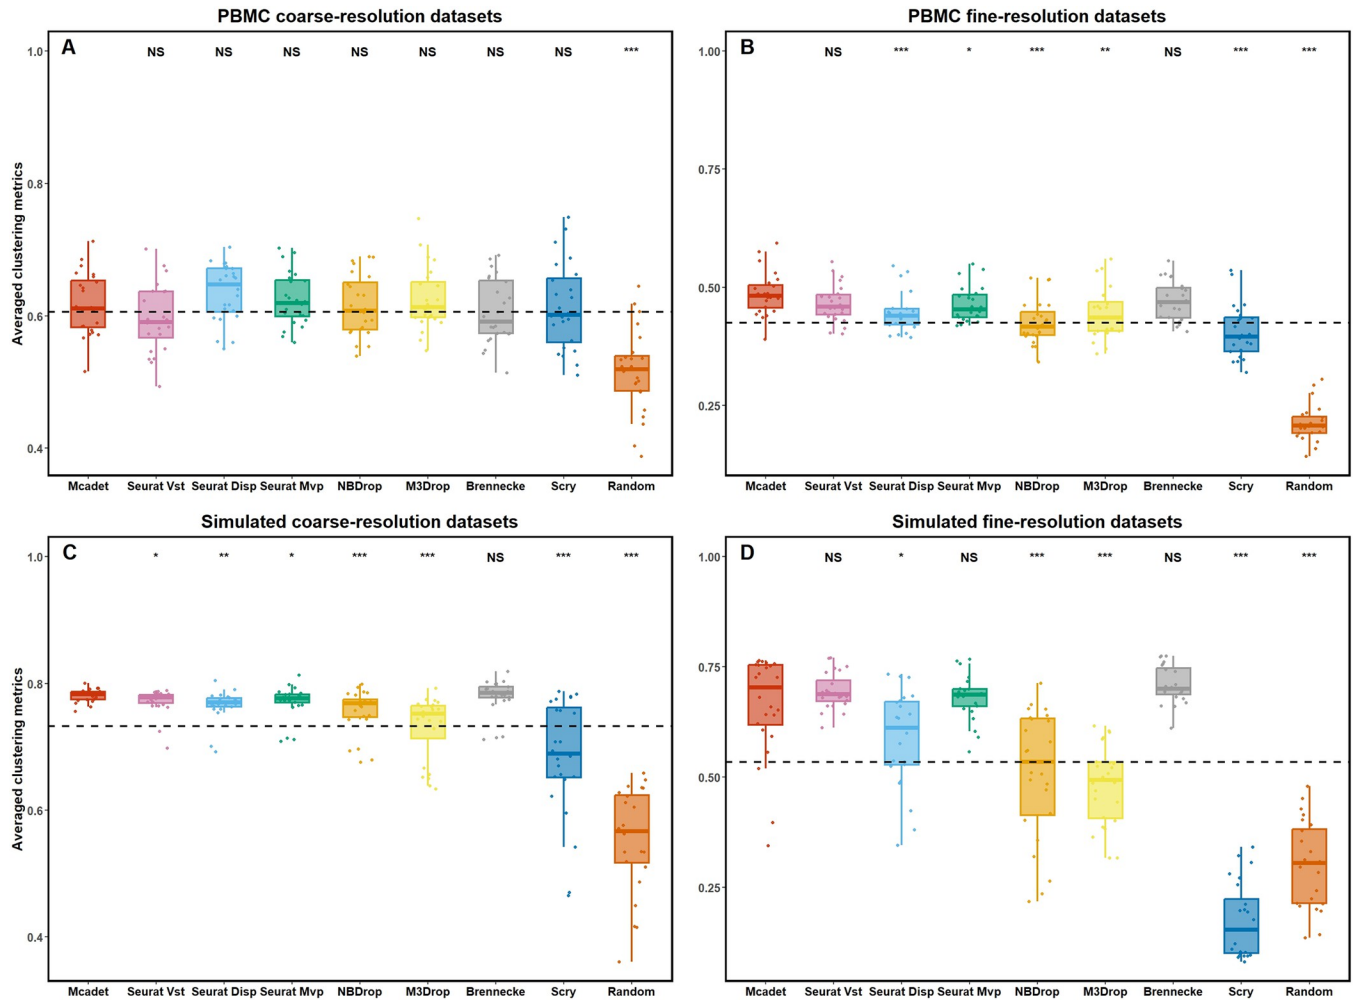 PBMC coarse-resolution datasets
A
NS NS NS NS NS NS NS ***
Averaged clustering metrics
1.0
0.8
0.6
0.4
Mcadet Seurat Vst Seurat Disp Seurat Mvp NBDrop M3Drop Brennecke Scry Random
PBMC fine-resolution datasets
B
NS *** * *** ** NS *** ***
1.00
0.75
0.50
0.25
Mcadet Seurat Vst Seurat Disp Seurat Mvp NBDrop M3Drop Brennecke Scry Random
Simulated coarse-resolution datasets
C
* ** * *** *** NS *** ***
Averaged clustering metrics
1.0
0.8
0.6
0.4
Mcadet Seurat Vst Seurat Disp Seurat Mvp NBDrop M3Drop Brennecke Scry Random
Simulated fine-resolution datasets
D
NS * NS *** *** NS *** ***
1.00
0.75
0.50
0.25
Mcadet Seurat Vst Seurat Disp Seurat Mvp NBDrop M3Drop Brennecke Scry Random